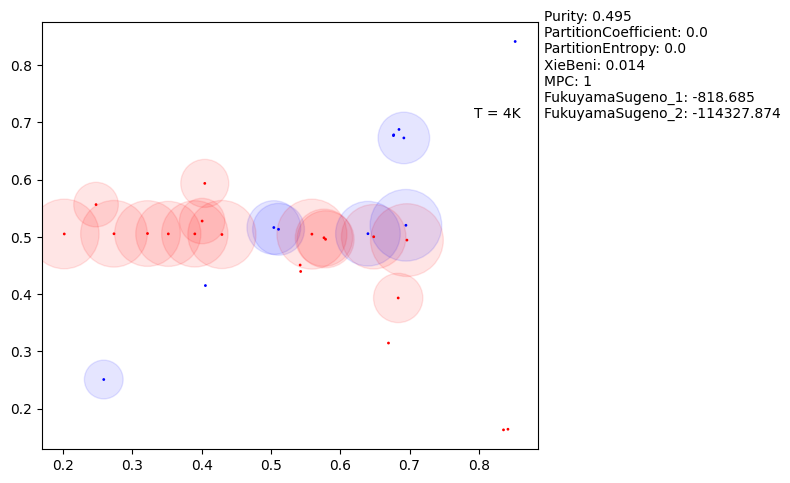 Purity: 0.495
PartitionCoefficient: 0.0
PartitionEntropy: 0.0
XieBeni: 0.014
MPC: 1
FukuyamaSugeno_1: -818.685
FukuyamaSugeno_2: -114327.874
T = 4K
0.8
0.7
0.6
0.5
0.4
0.3
0.2
0.2 0.3 0.4 0.5 0.6 0.7 0.8